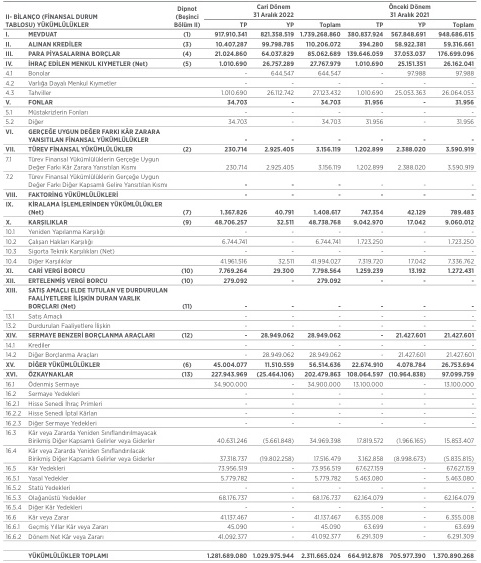 II- BİLANÇO (FİNANSAL DURUM TABLOSU) YÜKÜMLÜLÜKLER Dipnot (Beşinci Bölüm II) Cari Dönem 31 Aralık 2022 Önceki Dönem 31 Aralık 2021
TP YP Toplam TP YP Toplam
I. MEVDUAT (1) 917.910.341 821.358.519 1.739.268.860 380.837.924 567.848.691 948.686.615
II. ALINAN KREDİLER (3) 10.407.287 99.798.785 110.206.072 394.280 58.922.381 59.316.661
III. PARA PİYASALARINA BORÇLAR (4) 21.024.860 64.037.829 85.062.689 139.646.059 37.053.037 176.699.096
IV. İHRAÇ EDİLEN MENKUL KIYMETLER (Net) (5) 1.010.690 26.757.289 27.767.979 1.010.690 25.151.351 26.162.041
4.1 Bonolar - 644.547 644.547 - 97.988 97.988
4.2 Varlığa Dayalı Menkul Kıymetler - - - - - -
4.3 Tahviller 1.010.690 26.112.742 27.123.432 1.010.690 25.053.363 26.064.053
V. FONLAR 34.703 - 34.703 31.956 - 31.956
5.1 Müstakrizlerin Fonları - - - - - -
5.2 Diğer 34.703 - 34.703 31.956 - 31.956
VI. GERÇEĞE UYGUN DEĞER FARKI KÂR ZARARA
YANSITILAN FİNANSAL YÜKÜMLÜLÜKLER - - - - - -
VII. TÜREV FİNANSAL YÜKÜMLÜLÜKLER (2) 230.714 2.925.405 3.156.119 1.202.899 2.388.020 3.590.919
7.1 Türev Finansal Yükümlülüklerin Gerçeğe Uygun
Değer Farkı Kâr Zarara Yansıtılan Kısmı 230.714 2.925.405 3.156.119 1.202.899 2.388.020 3.590.919
7.2 Türev Finansal Yükümlülüklerin Gerçeğe Uygun
Değer Farkı Diğer Kapsamlı Gelire Yansıtılan Kısmı - - - - - -
VIII. FAKTORİNG YÜKÜMLÜLÜKLERİ - - - - - -
IX. KİRALAMA İŞLEMLERİNDEN YÜKÜMLÜLÜKLER
(Net) (7) 1.367.826 40.791 1.408.617 747.354 42.129 789.483
X. KARŞILIKLAR (9) 48.706.257 32.511 48.738.768 9.042.970 17.042 9.060.012
10.1 Yeniden Yapılanma Karşılığı - - - - - -
10.2 Çalışan Hakları Karşılığı 6.744.741 - 6.744.741 1.723.250 - 1.723.250
10.3 Sigorta Teknik Karşılıkları (Net) - - - - - -
10.4 Diğer Karşılıklar 41.961.516 32.511 41.994.027 7.319.720 17.042 7.336.762
XI. CARİ VERGİ BORCU (10) 7.769.264 29.300 7.798.564 1.259.239 13.192 1.272.431
XII. ERTELENMİŞ VERGİ BORCU (10) 279.092 - 279.092 - - -
XIII. SATIŞ AMAÇLI ELDE TUTULAN VE DURDURULAN
FAALİYETLERE İLİŞKİN DURAN VARLIK
BORÇLARI (Net) (11) - - - - - -
13.1 Satış Amaçlı - - - - - -
13.2 Durdurulan Faaliyetlere İlişkin - - - - - -
XIV. SERMAYE BENZERİ BORÇLANMA ARAÇLARI (12) - 28.949.062 28.949.062 - 21.427.601 21.427.601
14.1 Krediler - - - - - -
14.2 Diğer Borçlanma Araçları - 28.949.062 28.949.062 - 21.427.601 21.427.601
XV. DİĞER YÜKÜMLÜLÜKLER (6) 45.004.077 11.510.559 56.514.636 22.674.910 4.078.784 26.753.694
XVI. ÖZKAYNAKLAR (13) 227.943.969 (25.464.106) 202.479.863 108.064.597 (10.964.838) 97.099.759
16.1 Ödenmiş Sermaye 34.900.000 - 34.900.000 13.100.000 - 13.100.000
16.2 Sermaye Yedekleri - - - - - -
16.2.1 Hisse Senedi İhraç Primleri - - - - - -
16.2.2 Hisse Senedi İptal Kârları - - - - - -
16.2.3 Diğer Sermaye Yedekleri - - - - - -
16.3 Kâr veya Zararda Yeniden Sınıflandırılmayacak
Birikmiş Diğer Kapsamlı Gelirler veya Giderler 40.631.246 (5.661.848) 34.969.398 17.819.572 (1.966.165) 15.853.407
16.4 Kâr veya Zararda Yeniden Sınıflandırılacak
Birikmiş Diğer Kapsamlı Gelirler veya Giderler 37.318.737 (19.802.258) 17.516.479 3.162.858 (8.998.673) (5.835.815)
16.5 Kâr Yedekleri 73.956.519 - 73.956.519 67.627.159 - 67.627.159
16.5.1 Yasal Yedekler 5.779.782 - 5.779.782 5.463.080 - 5.463.080
16.5.2 Statü Yedekleri - - - - - -
16.5.3 Olağanüstü Yedekler 68.176.737 - 68.176.737 62.164.079 - 62.164.079
16.5.4 Diğer Kâr Yedekleri - - - - - -
16.6 Kâr veya Zarar 41.137.467 - 41.137.467 6.355.008 - 6.355.008
16.6.1 Geçmiş Yıllar Kâr veya Zararı 45.090 - 45.090 63.699 - 63.699
16.6.2 Dönem Net Kâr veya Zararı 41.092.377 - 41.092.377 6.291.309 - 6.291.309
YÜKÜMLÜLÜKLER TOPLAMI 1.281.689.080 1.029.975.944 2.311.665.024 664.912.878 705.977.390 1.370.890.268